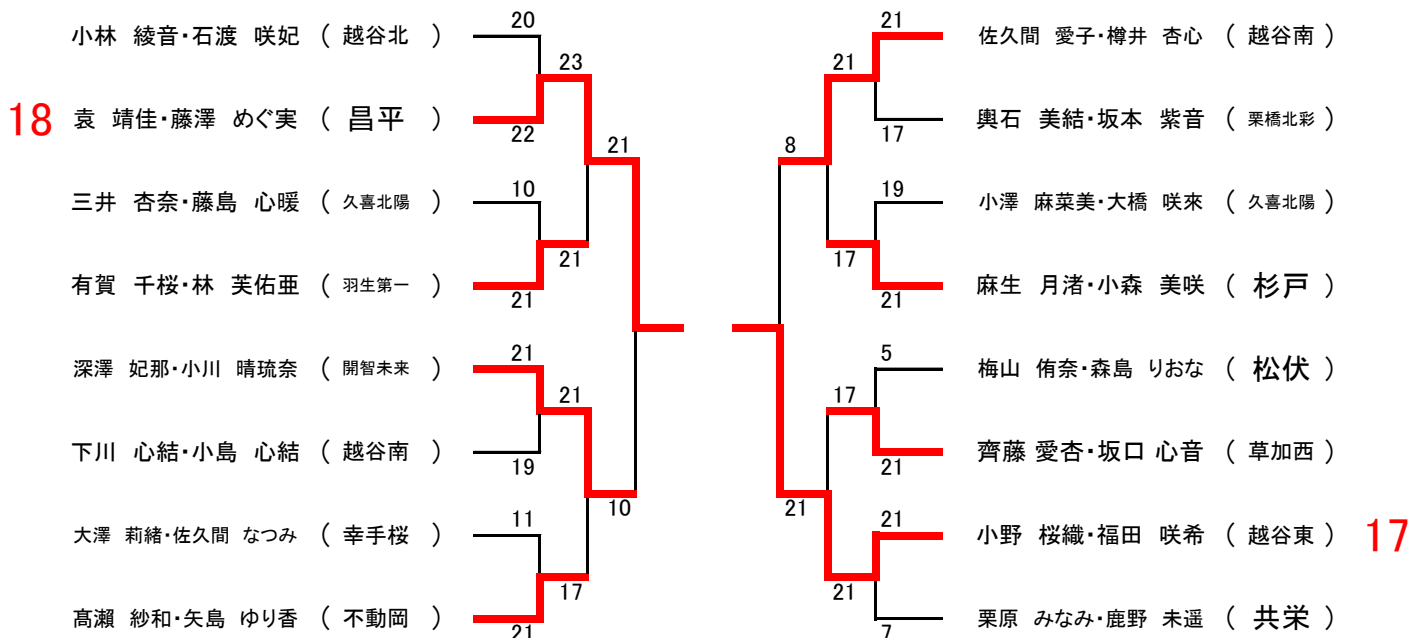 20
小林 綾音・石渡 咲妃 ( 越谷北 )
23
18 袁 靖佳・藤澤 めぐ実 ( 昌平 )
22
21
10
三井 杏奈・藤島 心暖 ( 久喜北陽 )
21
有賀 千桜・林 芙佑亜 ( 羽生第一 )
21
21
深澤 妃那・小川 晴琉奈 ( 開智未来 )
21
下川 心結・小島 心結 ( 越谷南 )
19
10
11
大澤 莉緒・佐久間 なつみ ( 幸手桜 )
17
髙瀬 紗和・矢島 ゆり香 ( 不動岡 )
21
21
佐久間 愛子・樽井 杏心 ( 越谷南 )
21
輿石 美結・坂本 紫音 ( 栗橋北彩 )
17
8
19
小澤 麻菜美・大橋 咲來 ( 久喜北陽 )
17
麻生 月渚・小森 美咲 ( 杉戸 )
21
5
梅山 侑奈・森島 りおな ( 松伏 )
17
齊藤 愛杏・坂口 心音 ( 草加西 )
21
21
21
小野 桜織・福田 咲希 ( 越谷東 ) 17
21
栗原 みなみ・鹿野 未遥 ( 共栄 )
7